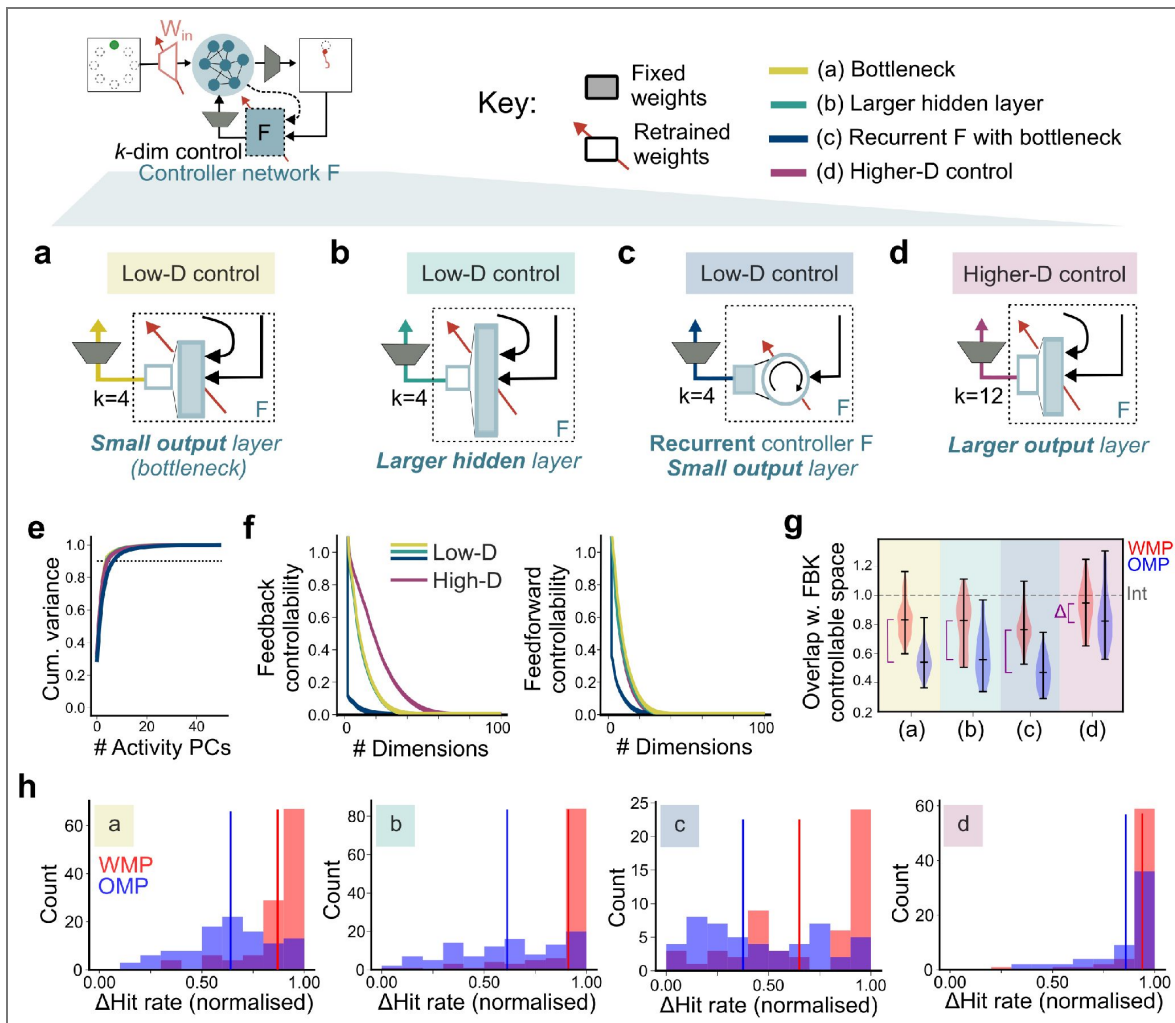 W_in
F
k-dim control
Controller network F
Key:
Fixed
weights
Retrained
weights
(a) Bottleneck
(b) Larger hidden layer
(c) Recurrent F with bottleneck
(d) Higher-D control
a
Low-D control
k=4
F
Small output layer
(bottleneck)
b
Low-D control
k=4
F
Larger hidden layer
c
Low-D control
k=4
F
Recurrent controller F
Small output layer
d
Higher-D control
k=12
F
Larger output layer
e
Cum. variance
1.0
0.8
0.6
0.4
0.2
0.0
0 20 40
# Activity PCs
f
Feedback
controllability
1.0
0.8
0.6
0.4
0.2
0.0
0 100
# Dimensions
Low-D
High-D
Feedforward
controllability
1.0
0.8
0.6
0.4
0.2
0.0
0 100
# Dimensions
g
Overlap w. FBK
controllable space
1.2
1.0
0.8
0.6
0.4
0.2
(a) (b) (c) (d)
Δ
WMP
OMP
Int
h
a
WMP
OMP
Count
60
40
20
0
0.00 0.50 1.00
ΔHit rate (normalised)
b
Count
80
60
40
20
0
0.00 0.50 1.00
ΔHit rate (normalised)
c
Count
25
20
15
10
5
0
0.00 0.50 1.00
ΔHit rate (normalised)
d
Count
60
40
20
0
0.00 0.50 1.00
ΔHit rate (normalised)